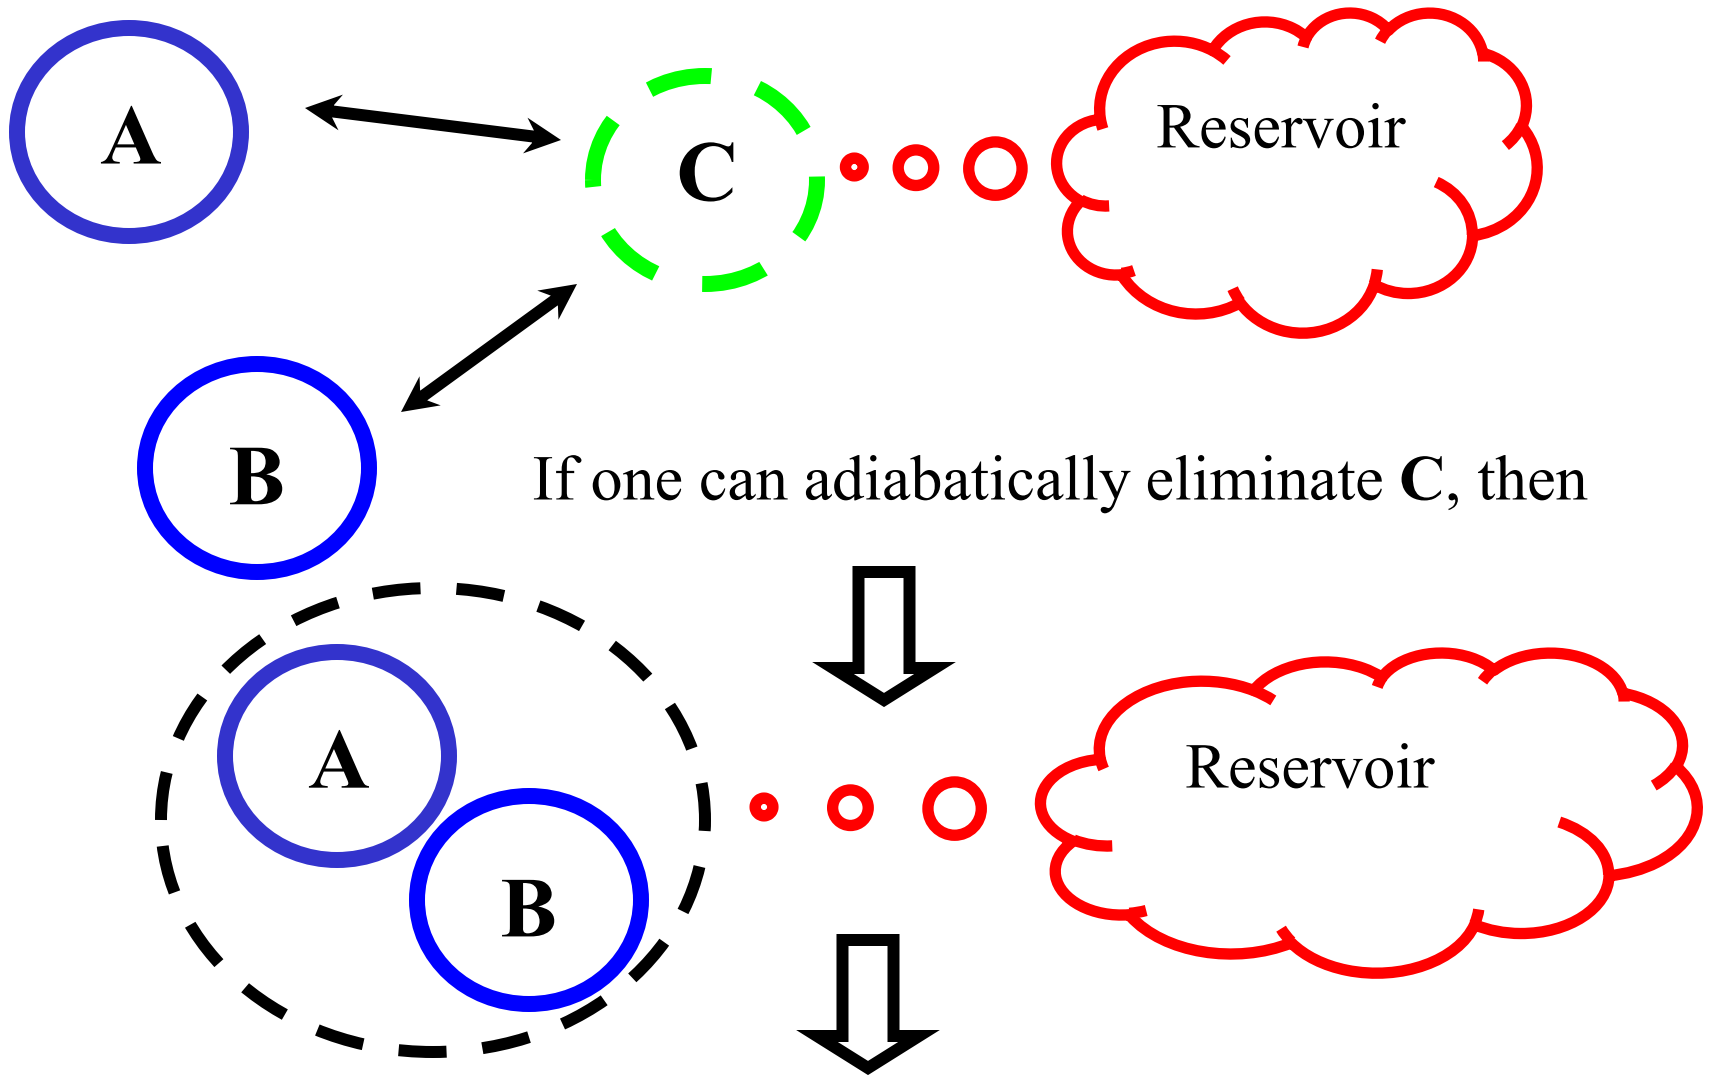 A
C
Reservoir
B
If one can adiabatically eliminate C, then
A
Reservoir
B